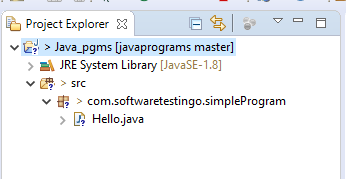 Project Explorer
> Java_pgms [javaprograms master]
JRE System Library [JavaSE-1.8]
> src
> com.softwaretestingo.simpleProgram
> Hello.java